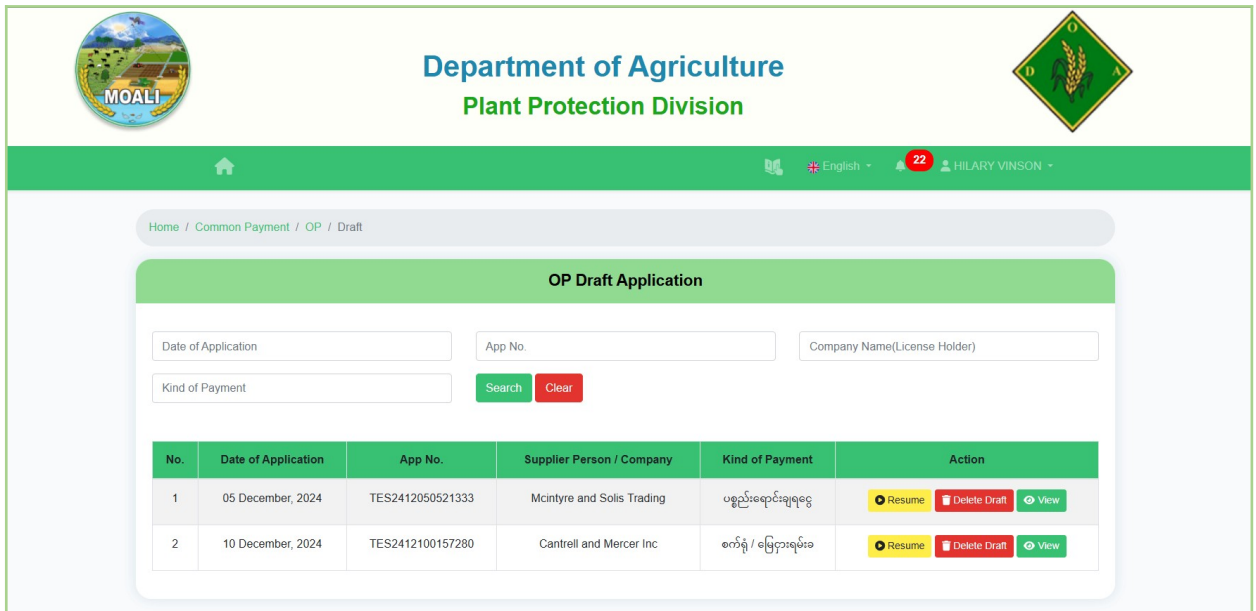 MOALI
Department of Agriculture
Plant Protection Division
O
D A
English
22
HILARY VINSON
Home / Common Payment / OP / Draft
OP Draft Application
Date of Application App No. Company Name(License Holder)
Kind of Payment Search Clear
No. Date of Application App No. Supplier Person / Company Kind of Payment Action
1 05 December, 2024 TES2412050521333 Mcintyre and Solis Trading ပစ္စည်းရောင်းချရငွေ Resume Delete Draft View
2 10 December, 2024 TES2412100157280 Cantrell and Mercer Inc စက်ရုံ / မြေငှားရမ်းခ Resume Delete Draft View